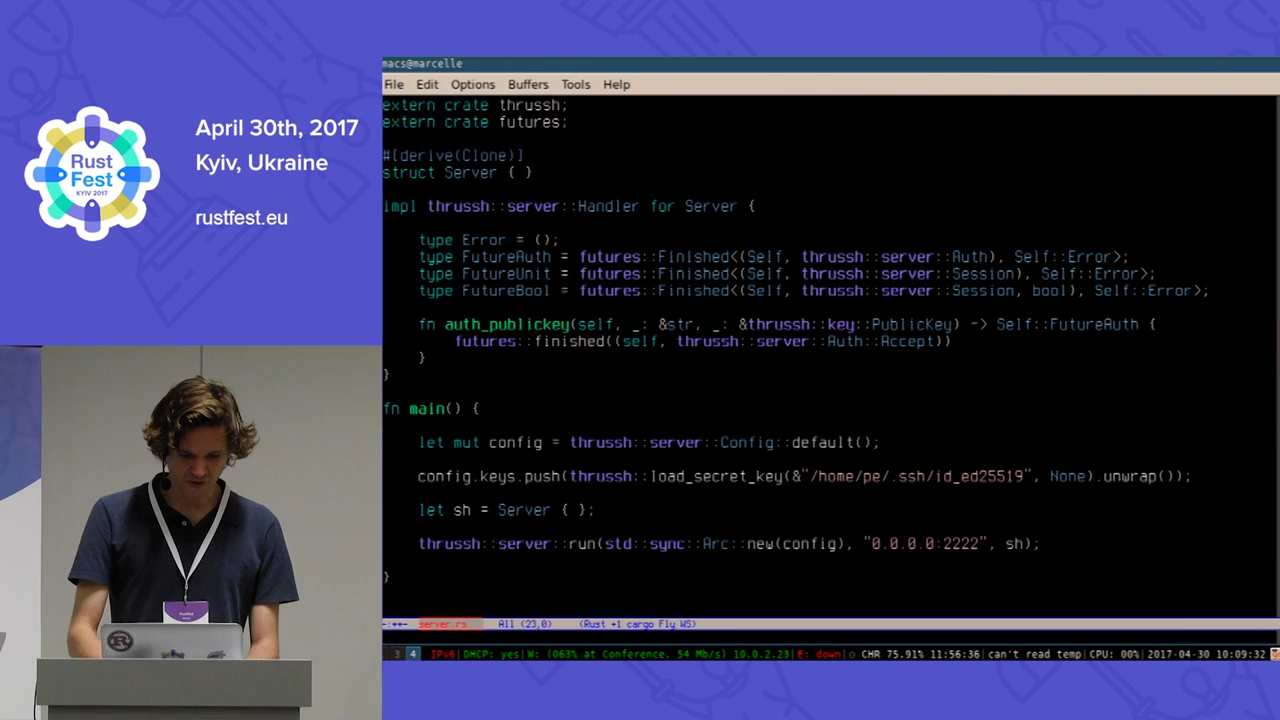 April 30th, 2017
Kyiv, Ukraine
rustfest.eu
Rust
Fest
KYIV 2017
macs@marcelle
File Edit Options Buffers Tools Help
extern crate thrussh;
extern crate futures;
#[derive(Clone)]
struct Server { }
impl thrussh::server::Handler for Server {
type Error = ();
type FutureAuth = futures::Finished<(Self, thrussh::server::Auth), Self::Error>;
type FutureUnit = futures::Finished<(Self, thrussh::server::Session), Self::Error>;
type FutureBool = futures::Finished<(Self, thrussh::server::Session, bool), Self::Error>;
fn auth_publickey(self, _: &str, _: &thrussh::key::PublicKey) -> Self::FutureAuth {
futures::finished((self, thrussh::server::Auth::Accept))
}
}
fn main() {
let mut config = thrussh::server::Config::default();
config.keys.push(thrussh::load_secret_key(&"/home/pe/.ssh/id_ed25519", None).unwrap());
let sh = Server { };
thrussh::server::run(std::sync::Arc::new(config), "0.0.0.0:2222", sh);
}
-:**- server.rs All (23,0) (Rust +1 cargo Fly WS)
3 4 IPv6|DHCP: yes|W: (063% at Conference. 54 Mb/s) 10.0.2.23|E: down|○ CHR 75.91% 11:56:36|can't read temp|CPU: 00%|2017-04-30 10:09:32